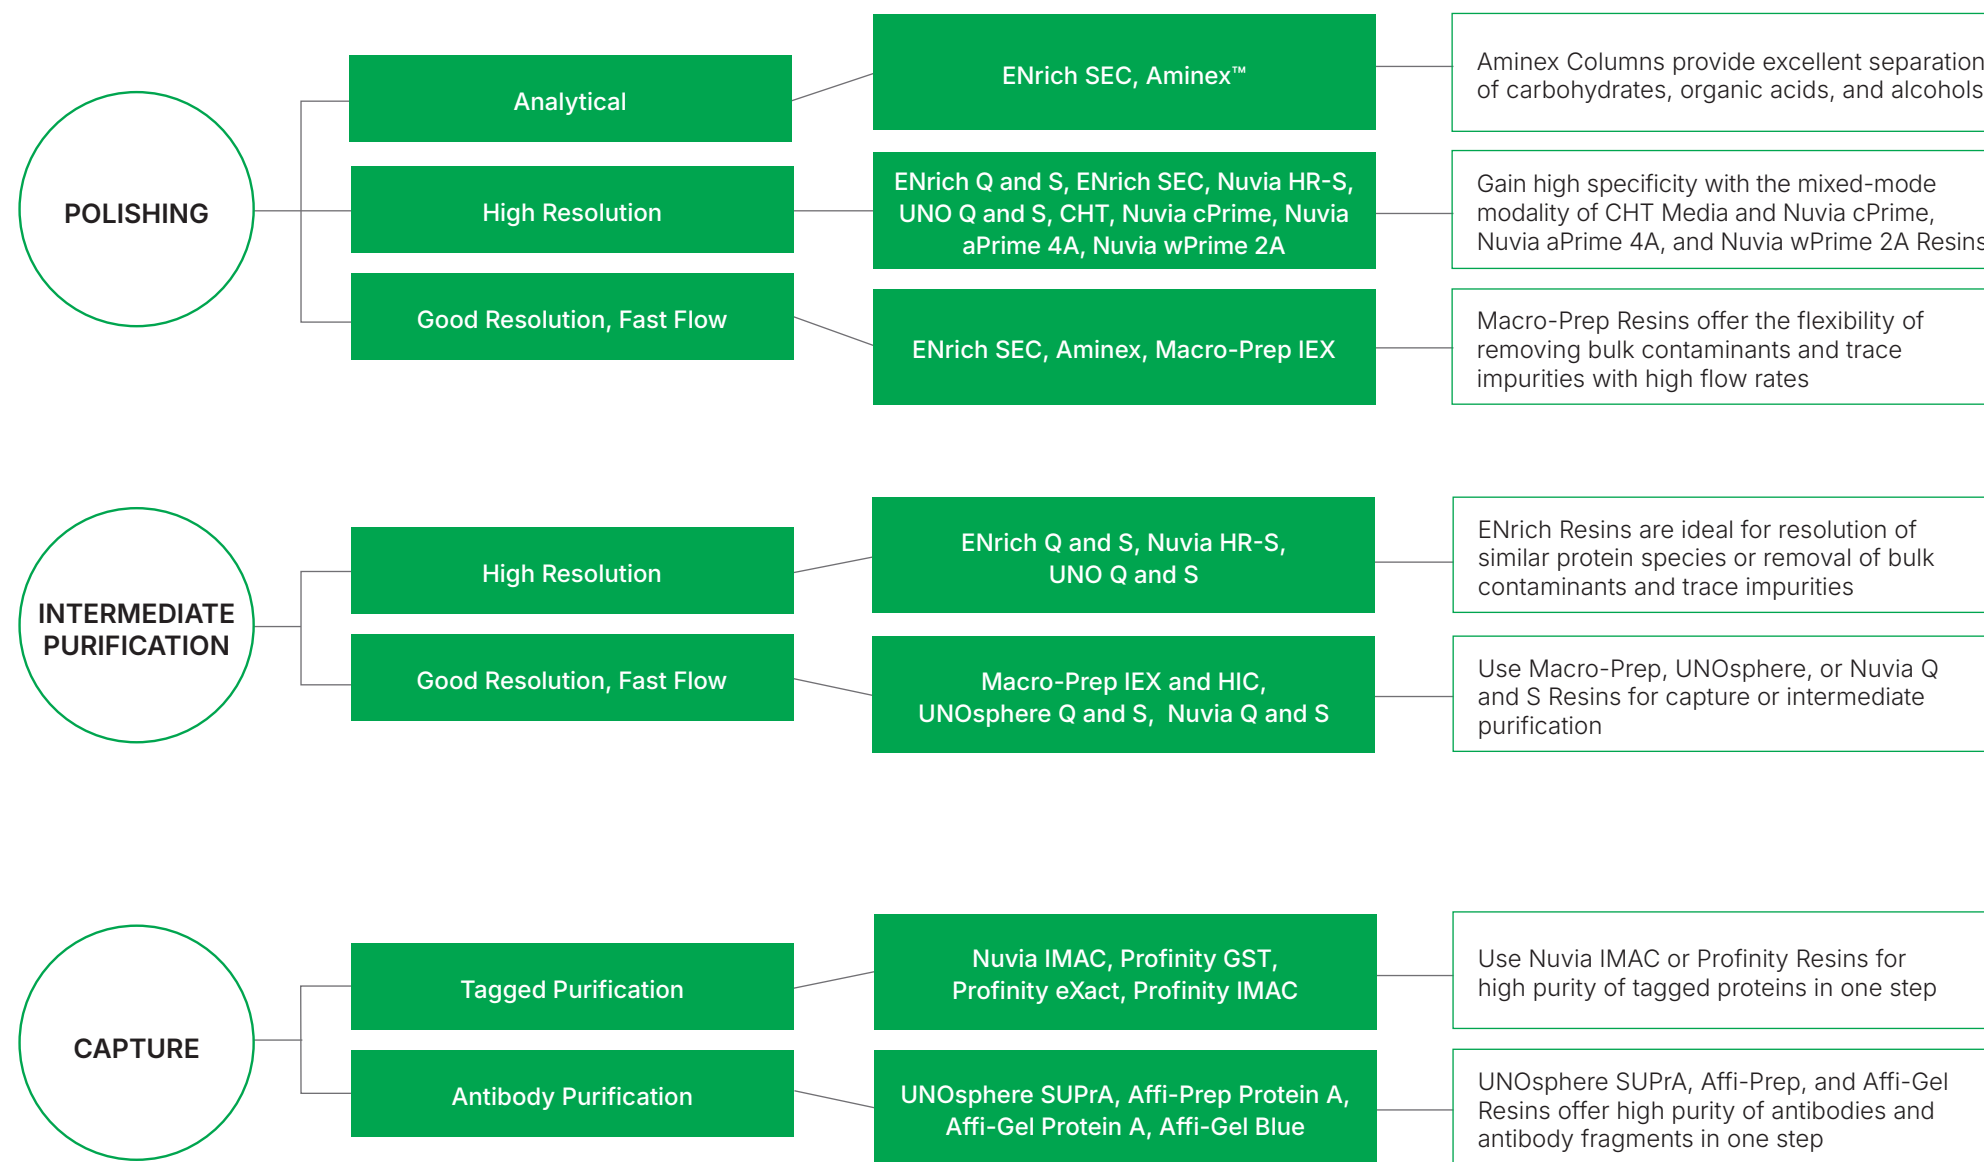 POLISHING
Analytical
ENrich SEC, Aminex™
Aminex Columns provide excellent separation
of carbohydrates, organic acids, and alcohols
High Resolution
ENrich Q and S, ENrich SEC, Nuvia HR-S,
UNO Q and S, CHT, Nuvia cPrime, Nuvia
aPrime 4A, Nuvia wPrime 2A
Gain high specificity with the mixed-mode
modality of CHT Media and Nuvia cPrime,
Nuvia aPrime 4A, and Nuvia wPrime 2A Resins
Good Resolution, Fast Flow
ENrich SEC, Aminex, Macro-Prep IEX
Macro-Prep Resins offer the flexibility of
removing bulk contaminants and trace
impurities with high flow rates
INTERMEDIATE
PURIFICATION
High Resolution
ENrich Q and S, Nuvia HR-S,
UNO Q and S
ENrich Resins are ideal for resolution of
similar protein species or removal of bulk
contaminants and trace impurities
Good Resolution, Fast Flow
Macro-Prep IEX and HIC,
UNOsphere Q and S, Nuvia Q and S
Use Macro-Prep, UNOsphere, or Nuvia Q
and S Resins for capture or intermediate
purification
CAPTURE
Tagged Purification
Nuvia IMAC, Profinity GST,
Profinity eXact, Profinity IMAC
Use Nuvia IMAC or Profinity Resins for
high purity of tagged proteins in one step
Antibody Purification
UNOsphere SUPrA, Affi-Prep Protein A,
Affi-Gel Protein A, Affi-Gel Blue
UNOsphere SUPrA, Affi-Prep, and Affi-Gel
Resins offer high purity of antibodies and
antibody fragments in one step